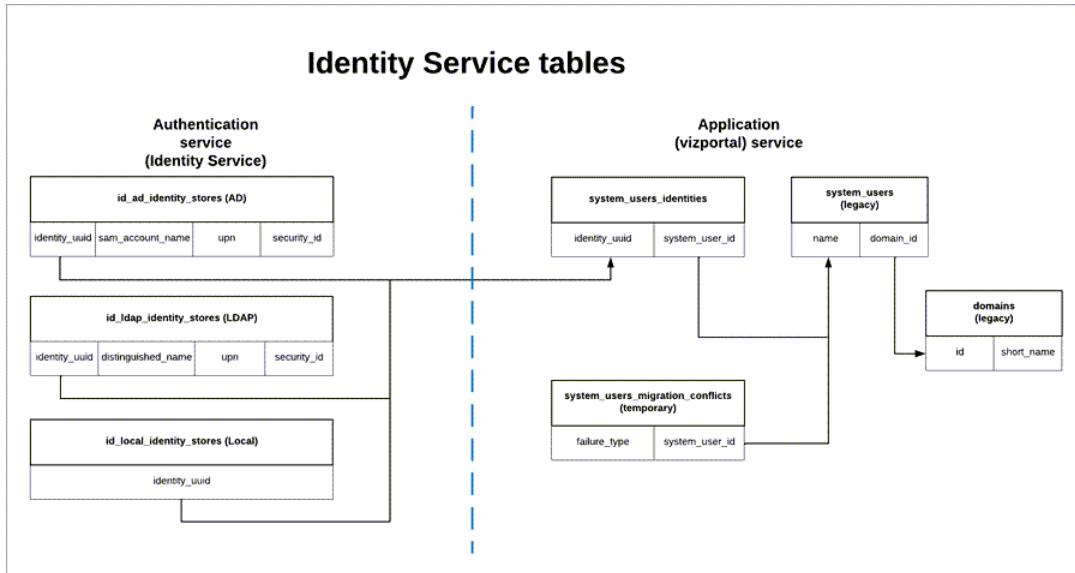 Identity Service tables
Authentication
service
(Identity Service)
id_ad_identity_stores (AD)
identity_uuid sam_account_name upn security_id
id_ldap_identity_stores (LDAP)
identity_uuid distinguished_name upn security_id
id_local_identity_stores (Local)
identity_uuid
Application
(vizportal) service
system_users_identities
identity_uuid system_user_id
system_users
(legacy)
name domain_id
domains
(legacy)
id short_name
system_users_migration_conflicts
(temporary)
failure_type system_user_id